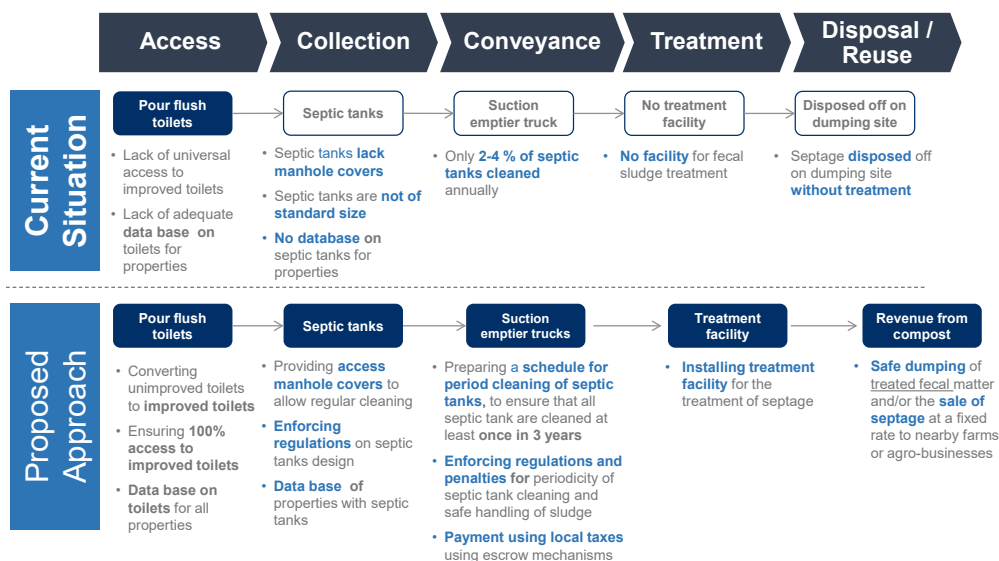 Access
Collection
Conveyance
Treatment
Disposal /
Reuse
Current
Situation
Pour flush
toilets
Septic tanks
Suction
emptier truck
No treatment
facility
Disposed off on
dumping site
• Lack of universal
access to
improved toilets
• Lack of adequate
data base on
toilets for
properties
• Septic tanks lack
manhole covers
• Septic tanks are not of
standard size
• No database on
septic tanks for
properties
• Only 2-4 % of septic
tanks cleaned
annually
• No facility for fecal
sludge treatment
• Septage disposed off
on dumping site
without treatment
Proposed
Approach
Pour flush
toilets
Septic tanks
Suction
emptier trucks
Treatment
facility
Revenue from
compost
• Converting
unimproved toilets
to improved toilets
• Ensuring 100%
access to
improved toilets
• Data base on
toilets for all
properties
• Providing access
manhole covers to
allow regular cleaning
• Enforcing
regulations on septic
tanks design
• Data base of
properties with septic
tanks
• Preparing a schedule for
period cleaning of septic
tanks, to ensure that all
septic tank are cleaned at
least once in 3 years
• Enforcing regulations and
penalties for periodicity of
septic tank cleaning and
safe handling of sludge
• Payment using local taxes
using escrow mechanisms
• Installing treatment
facility for the
treatment of septage
• Safe dumping of
treated fecal matter
and/or the sale of
septage at a fixed
rate to nearby farms
or agro-businesses